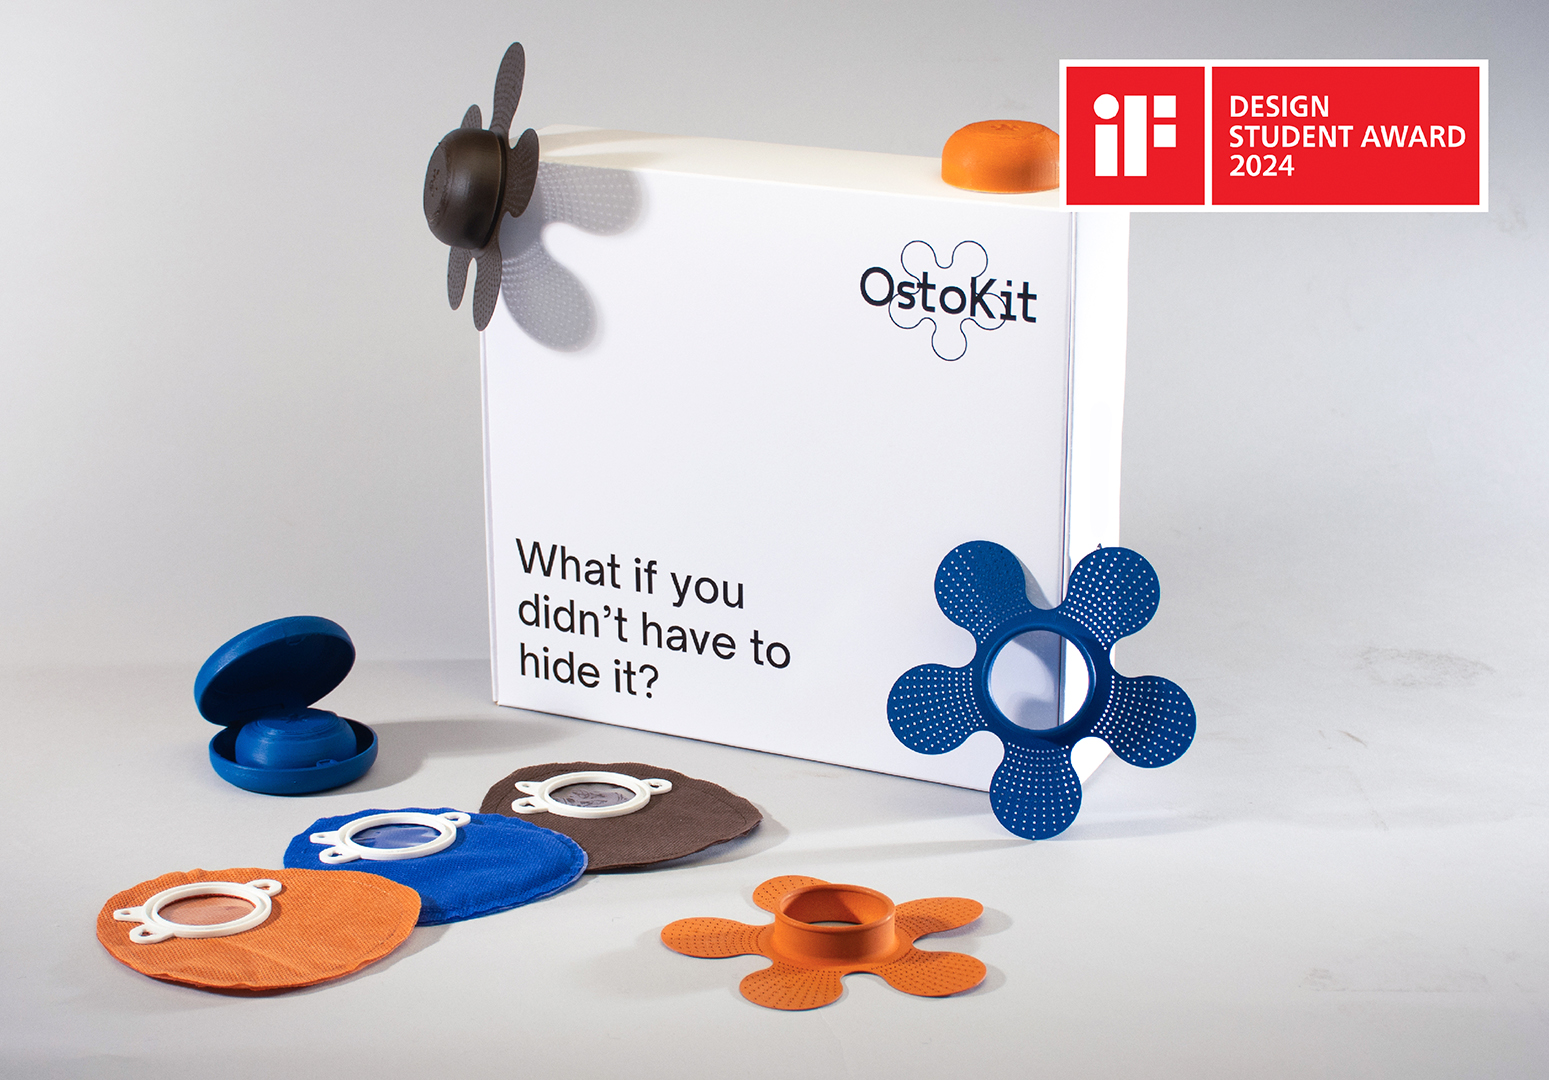 iF
DESIGN
STUDENT AWARD
2024
OstoKit
What if you
didn't have to
hide it?